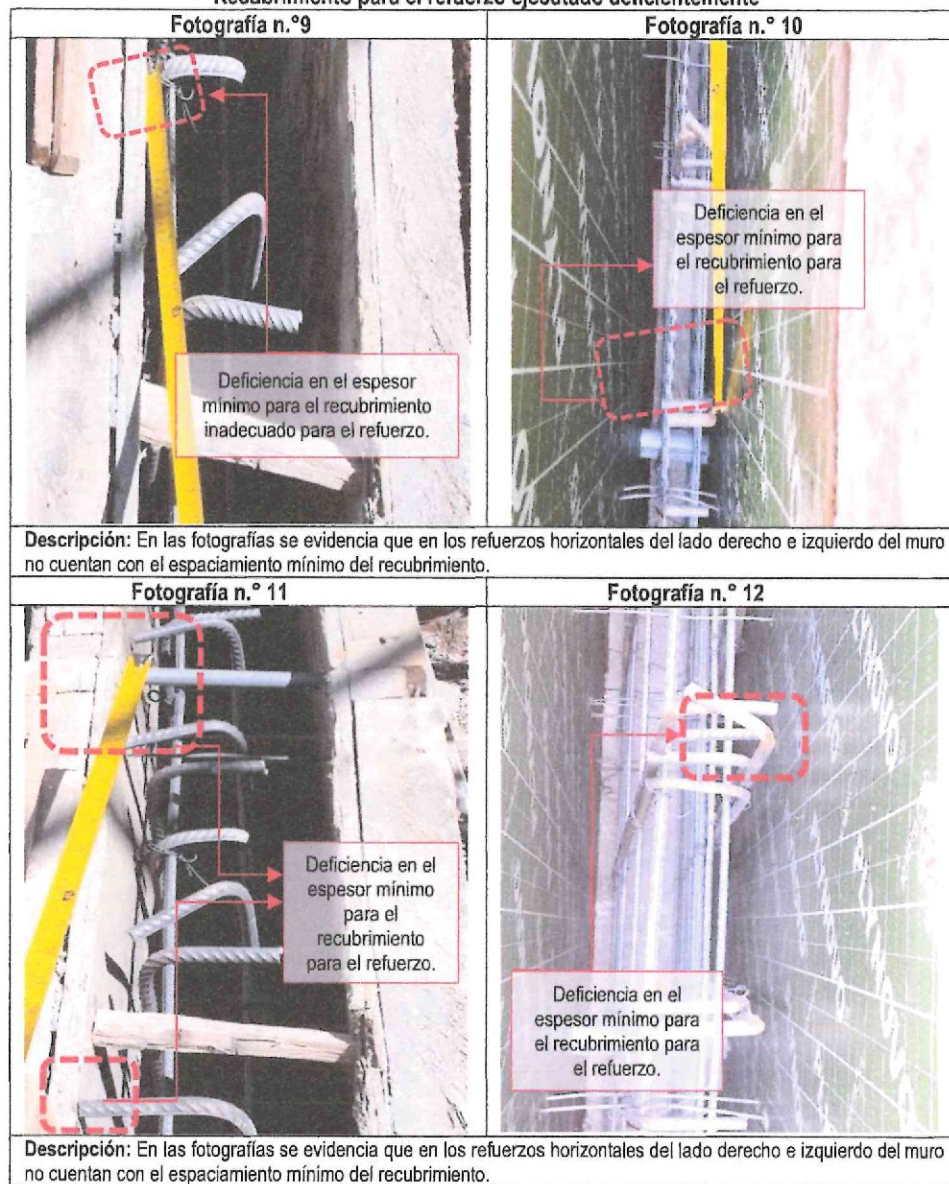 Recubrimiento para el refuerzo ejecutado deficientemente
Fotografía n.°9
Fotografía n.° 10
Deficiencia en el espesor
mínimo para el recubrimiento
inadecuado para el refuerzo.
Deficiencia en el
espesor mínimo para
el recubrimiento para
el refuerzo.
Descripción: En las fotografías se evidencia que en los refuerzos horizontales del lado derecho e izquierdo del muro
no cuentan con el espaciamiento mínimo del recubrimiento.
Fotografía n.° 11
Fotografía n.° 12
Deficiencia en el
espesor mínimo
para el
recubrimiento
para el refuerzo.
Deficiencia en el
espesor mínimo para
el recubrimiento para
el refuerzo.
Descripción: En las fotografías se evidencia que en los refuerzos horizontales del lado derecho e izquierdo del muro
no cuentan con el espaciamiento mínimo del recubrimiento.